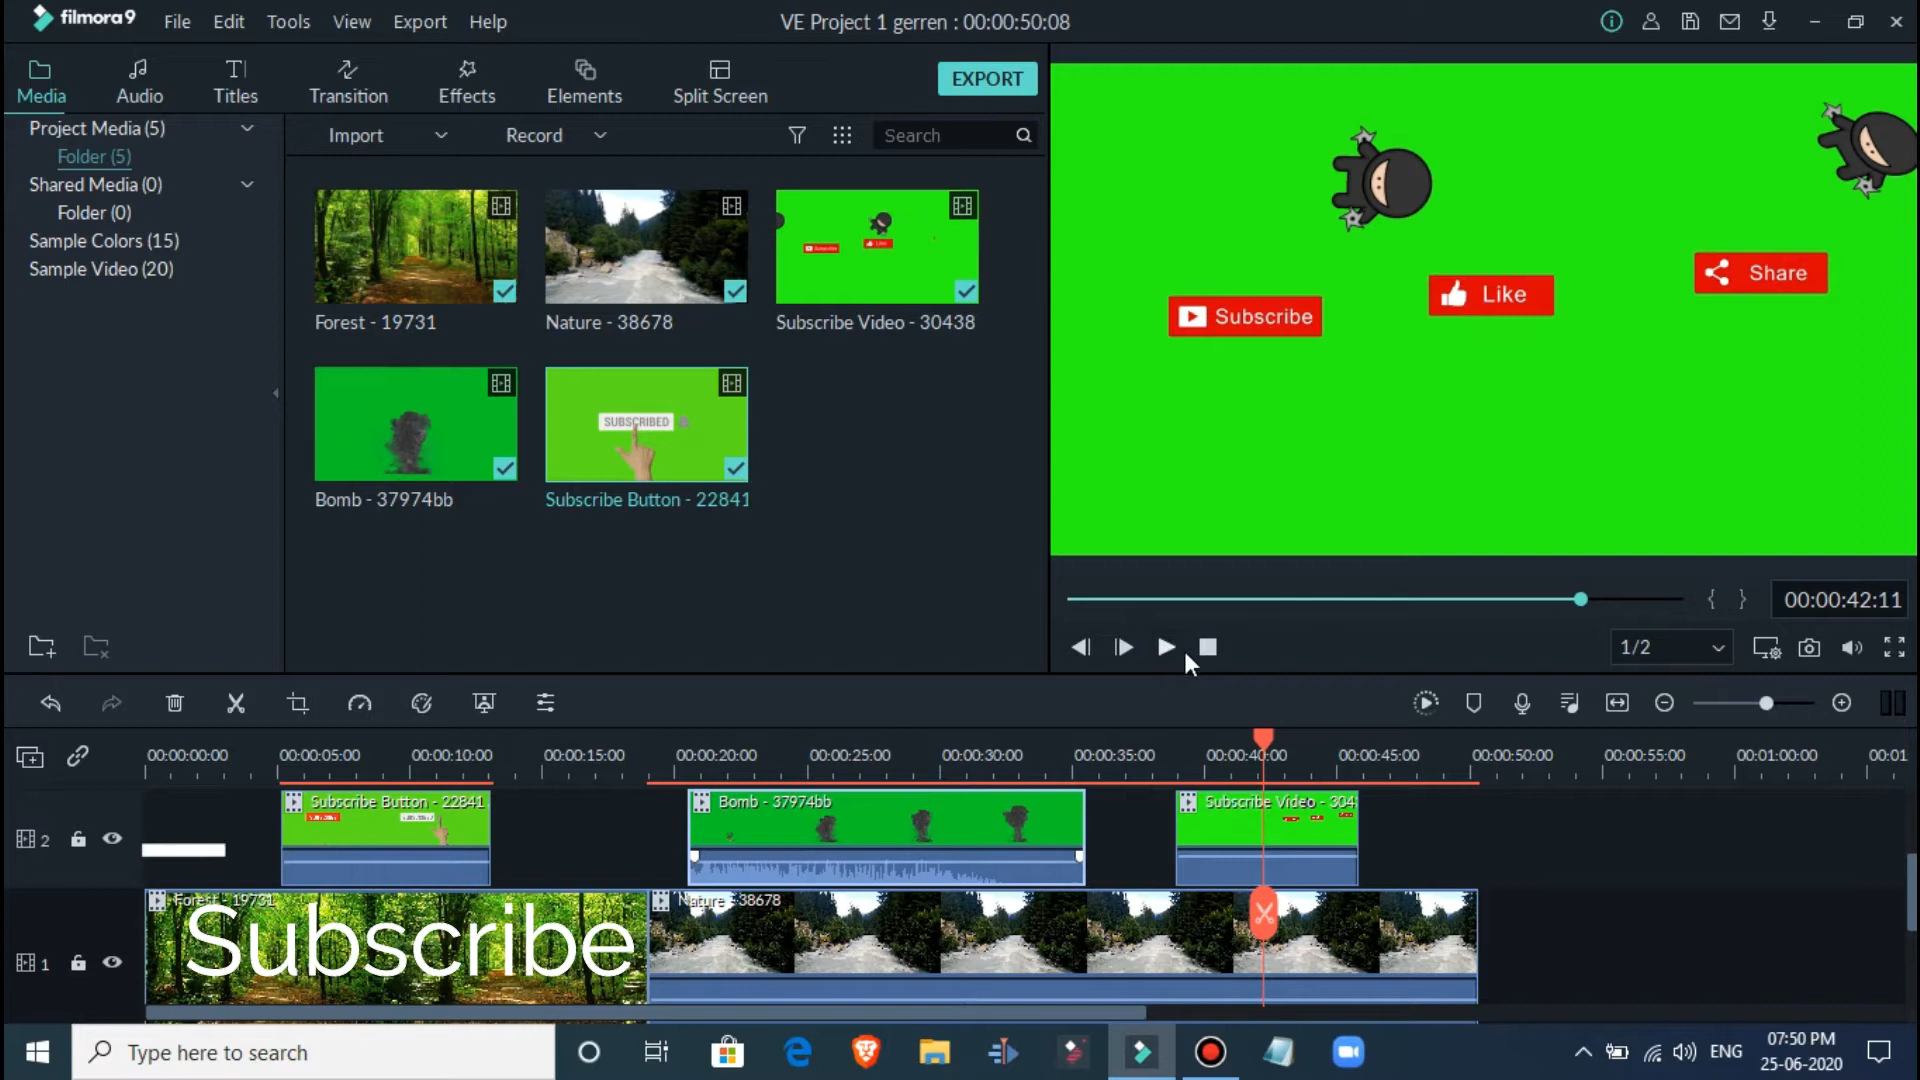 filmora9 File Edit Tools View Export Help VE Project 1 gerren : 00:00:50:08
Media Audio Titles Transition Effects Elements Split Screen EXPORT
Project Media (5)
Folder (5)
Shared Media (0)
Folder (0)
Sample Colors (15)
Sample Video (20)
Import Record Search
Forest - 19731 Nature - 38678 Subscribe Video - 30438
SUBSCRIBED
Bomb - 37974bb Subscribe Button - 22841
Share
Like
Subscribe
00:00:42:11
1/2
00:00:00:00 00:00:05:00 00:00:10:00 00:00:15:00 00:00:20:00 00:00:25:00 00:00:30:00 00:00:35:00 00:00:40:00 00:00:45:00 00:00:50:00 00:00:55:00 00:01:00:00 00:01
2 Subscribe Button - 22841 Bomb - 37974bb Subscribe Video - 304
1 Forest - 19731 Nature - 38678
Subscribe
Type here to search ENG 07:50 PM
25-06-2020